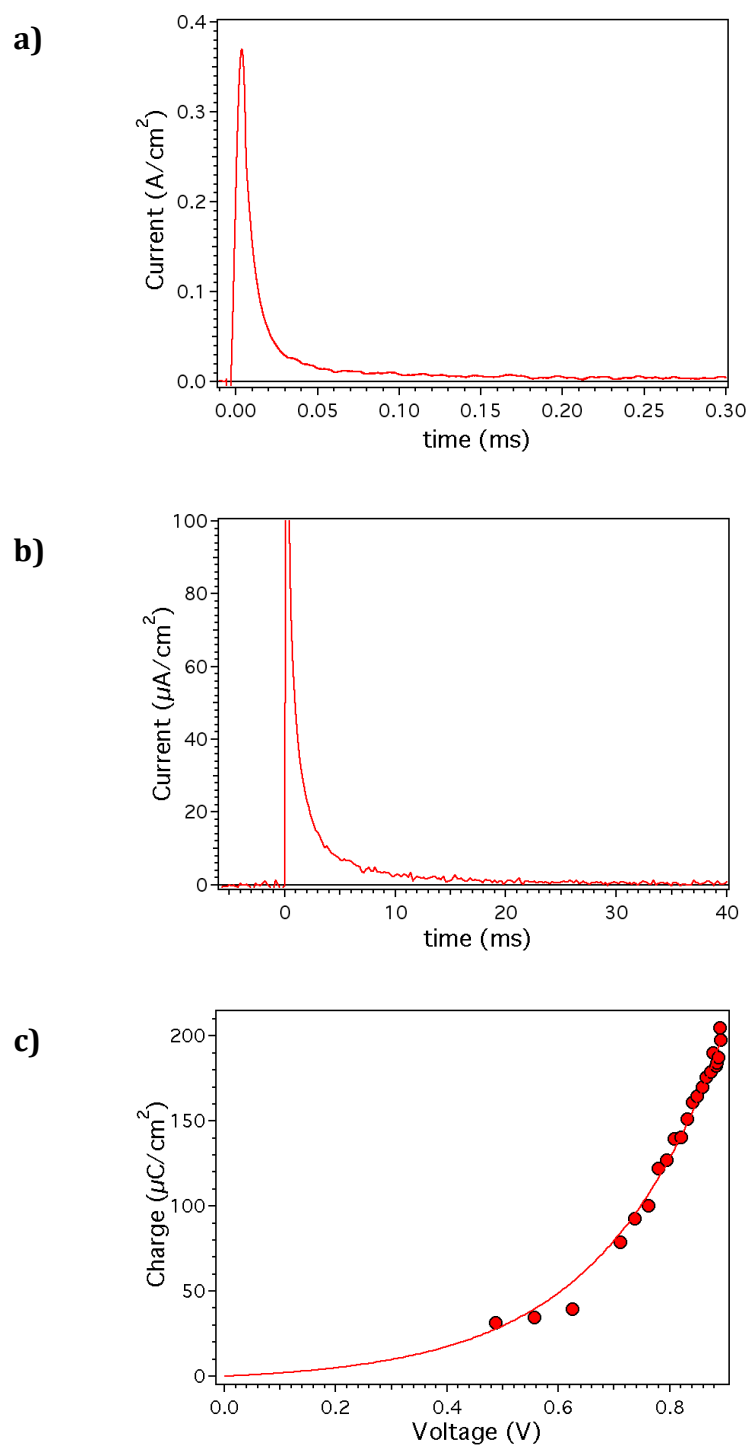 a)
0.4
0.3
0.2
0.1
0.0
Current (A/cm²)
0.00 0.05 0.10 0.15 0.20 0.25 0.30
time (ms)
b)
100
80
60
40
20
0
Current (μA/cm²)
0 10 20 30 40
time (ms)
c)
200
150
100
50
0
Charge (μC/cm²)
0.0 0.2 0.4 0.6 0.8
Voltage (V)